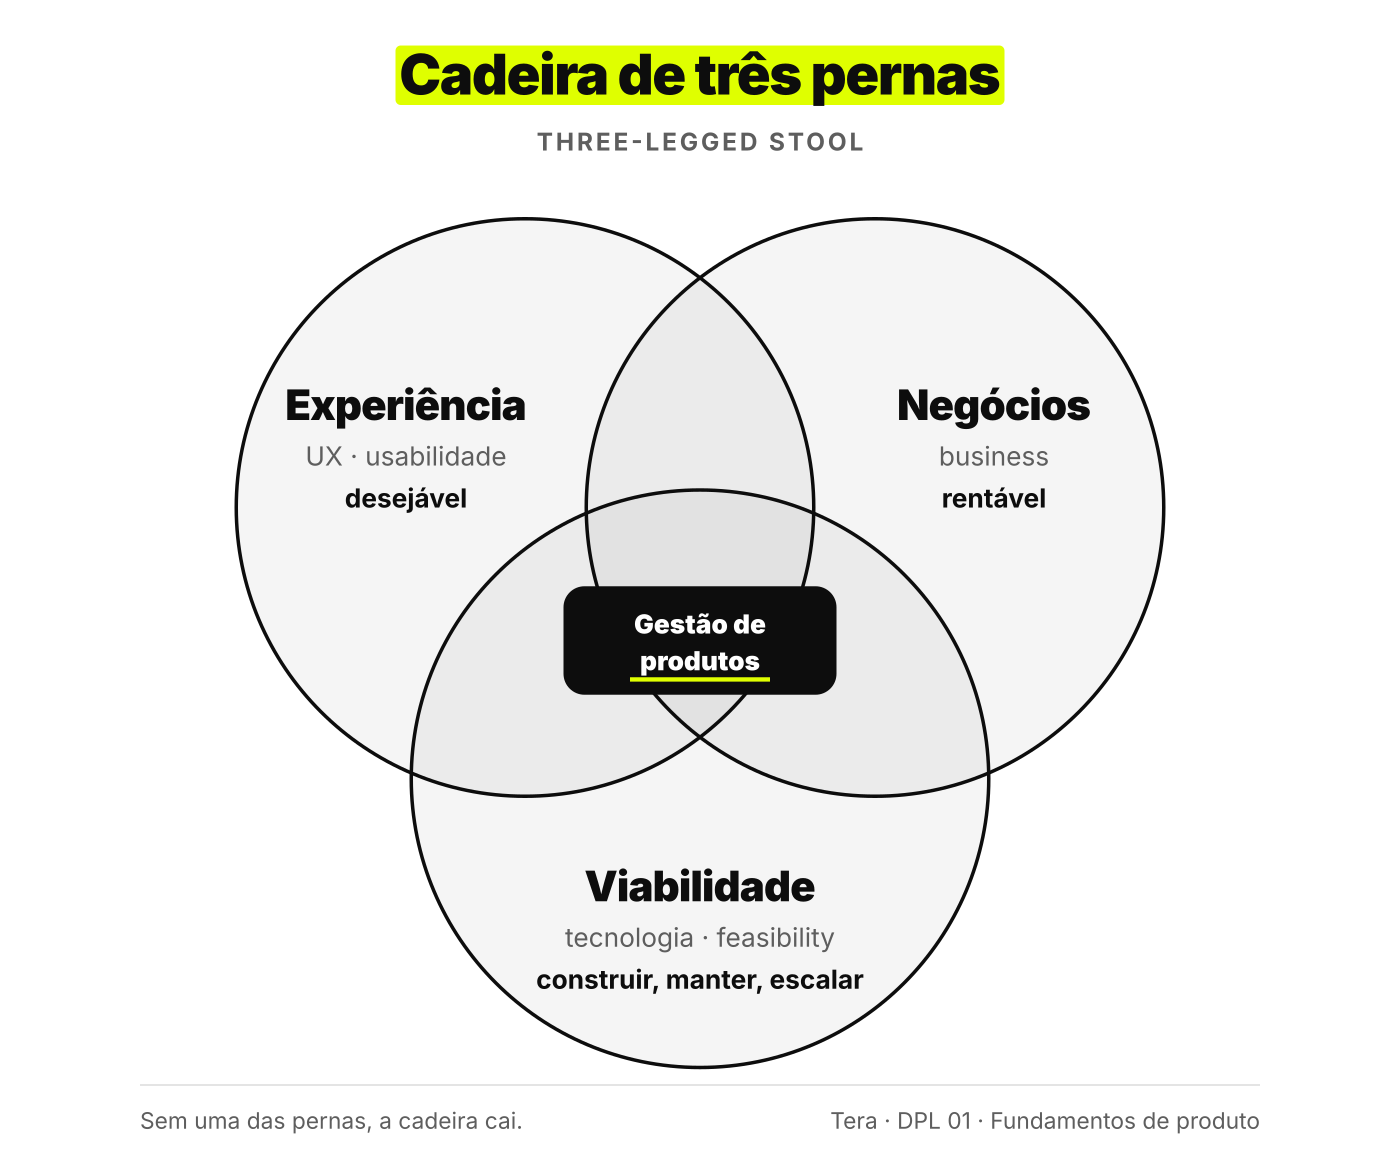 Cadeira de três pernas
THREE-LEGGED STOOL
Experiência
UX · usabilidade
desejável
Negócios
business
rentável
Gestão de
produtos
Viabilidade
tecnologia · feasibility
construir, manter, escalar
Sem uma das pernas, a cadeira cai.
Tera · DPL 01 · Fundamentos de produto